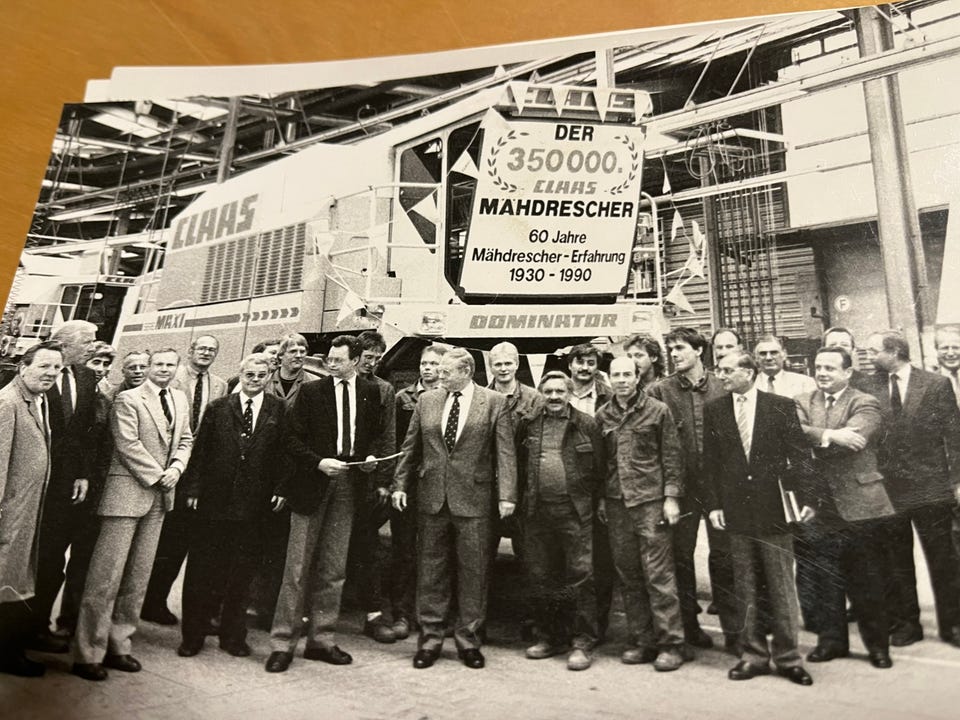 CLAAS
DER
350000.
CLAAS
MÄHDRESCHER
60 Jahre
Mähdrescher-Erfahrung
1930-1990
CLAAS
MAXI
DOMINATOR
F